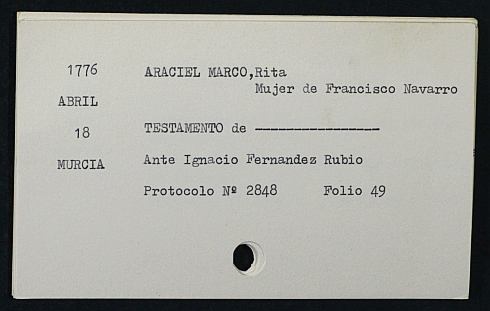 1776 ARACIEL MARCO,Rita
Mujer de Francisco Navarro
ABRIL
18 TESTAMENTO de ----------------
MURCIA Ante Ignacio Fernandez Rubio
Protocolo Nº 2848 Folio 49